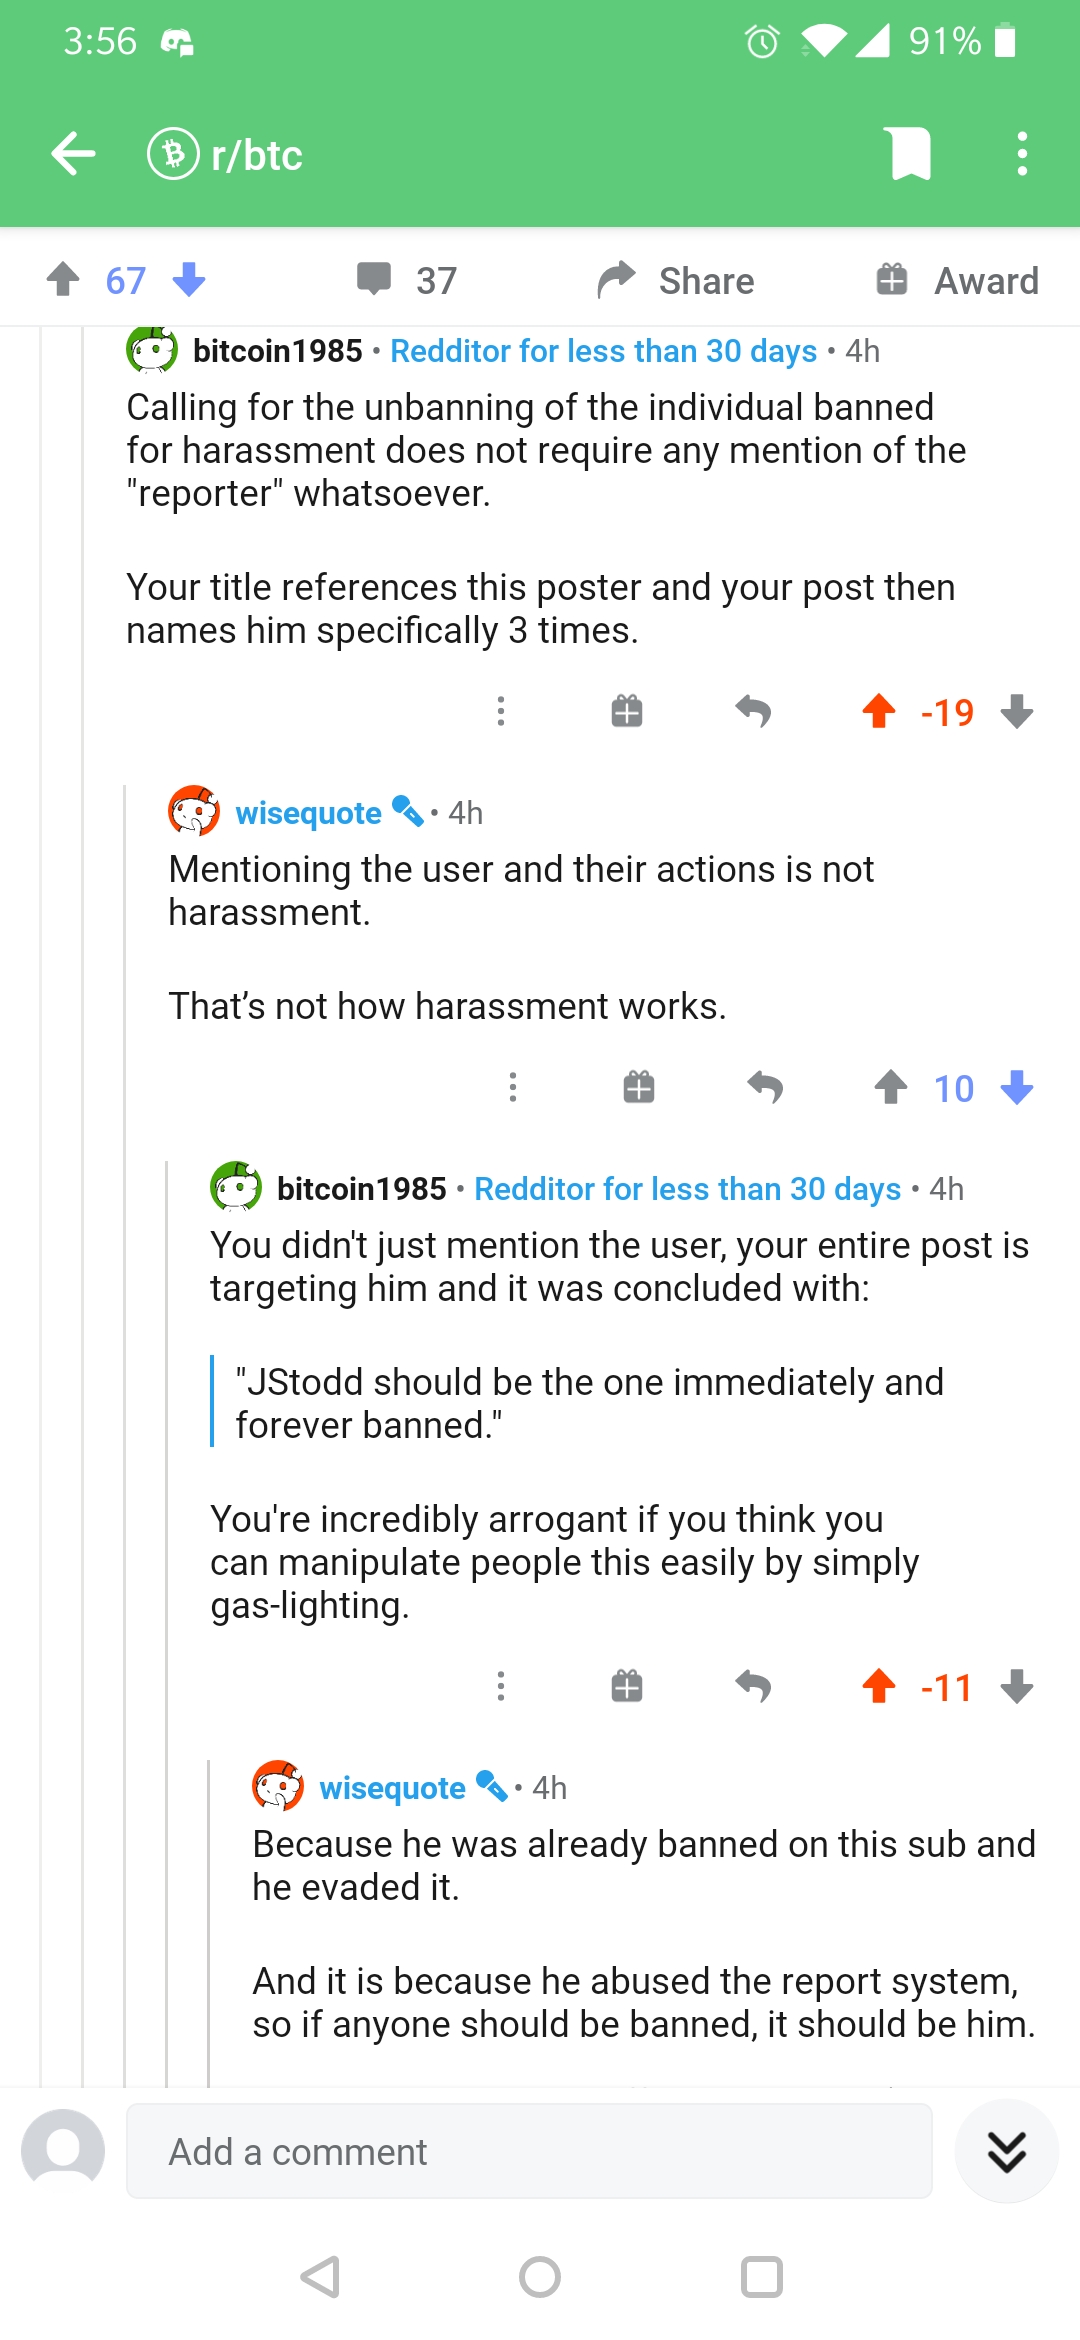 3:56 91%
r/btc
67 37 Share Award
bitcoin1985 • Redditor for less than 30 days • 4h
Calling for the unbanning of the individual banned
for harassment does not require any mention of the
"reporter" whatsoever.
Your title references this poster and your post then
names him specifically 3 times.
-19
wisequote • 4h
Mentioning the user and their actions is not
harassment.
That’s not how harassment works.
10
bitcoin1985 • Redditor for less than 30 days • 4h
You didn't just mention the user, your entire post is
targeting him and it was concluded with:
"JStodd should be the one immediately and
forever banned."
You're incredibly arrogant if you think you
can manipulate people this easily by simply
gas-lighting.
-11
wisequote • 4h
Because he was already banned on this sub and
he evaded it.
And it is because he abused the report system,
so if anyone should be banned, it should be him.
Add a comment